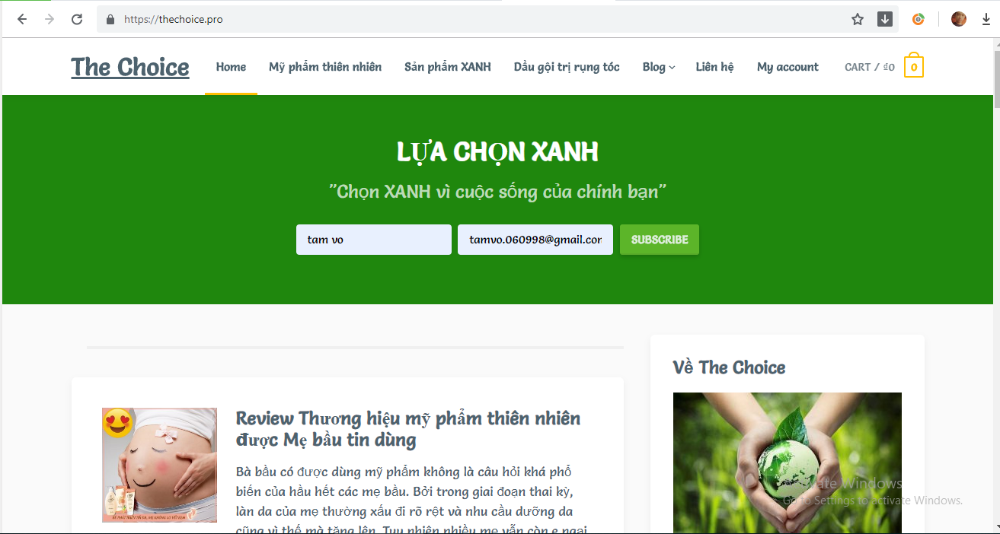 https://thechoice.pro
The Choice
Home
Mỹ phẩm thiên nhiên
Sản phẩm XANH
Dầu gội trị rụng tóc
Blog
Liên hệ
My account
CART / ₫0
0
LỰA CHỌN XANH
"Chọn XANH vì cuộc sống của chính bạn"
tam vo
tamvo.060998@gmail.com
SUBSCRIBE
Review Thương hiệu mỹ phẩm thiên nhiên
được Mẹ bầu tin dùng
Bà bầu có được dùng mỹ phẩm không là câu hỏi khá phổ
biến của hầu hết các mẹ bầu. Bởi trong giai đoạn thai kỳ,
làn da của mẹ thường xấu đi rõ rệt và nhu cầu dưỡng da
cũng vì thế mà tăng lên. Tuy nhiên nhiều mẹ vẫn còn e ngại
Về The Choice
Activate Windows
Go to Settings to activate Windows.